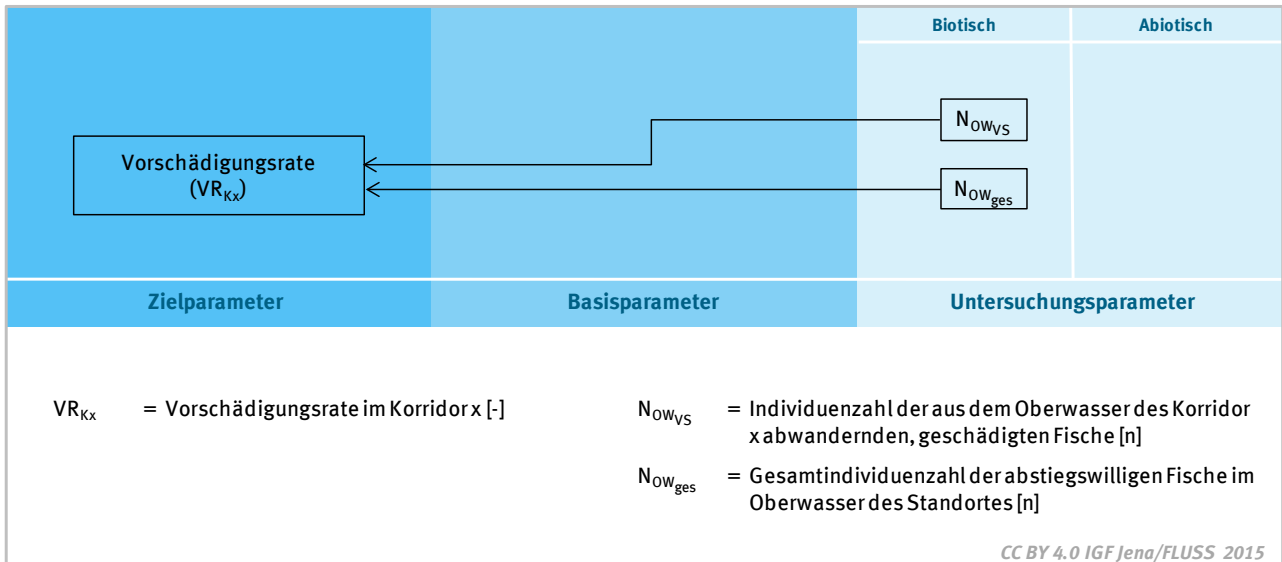 Biotisch Abiotisch
N_OW_VS
Vorschädigungsrate
(VR_Kx)
N_OW_ges
Zielparameter Basisparameter Untersuchungsparameter
VR_Kx = Vorschädigungsrate im Korridor x [-]
N_OW_VS = Individuenzahl der aus dem Oberwasser des Korridor
x abwandernden, geschädigten Fische [n]
N_OW_ges = Gesamtindividuenzahl der abstiegswilligen Fische im
Oberwasser des Standortes [n]
CC BY 4.0 IGF Jena/FLUSS 2015